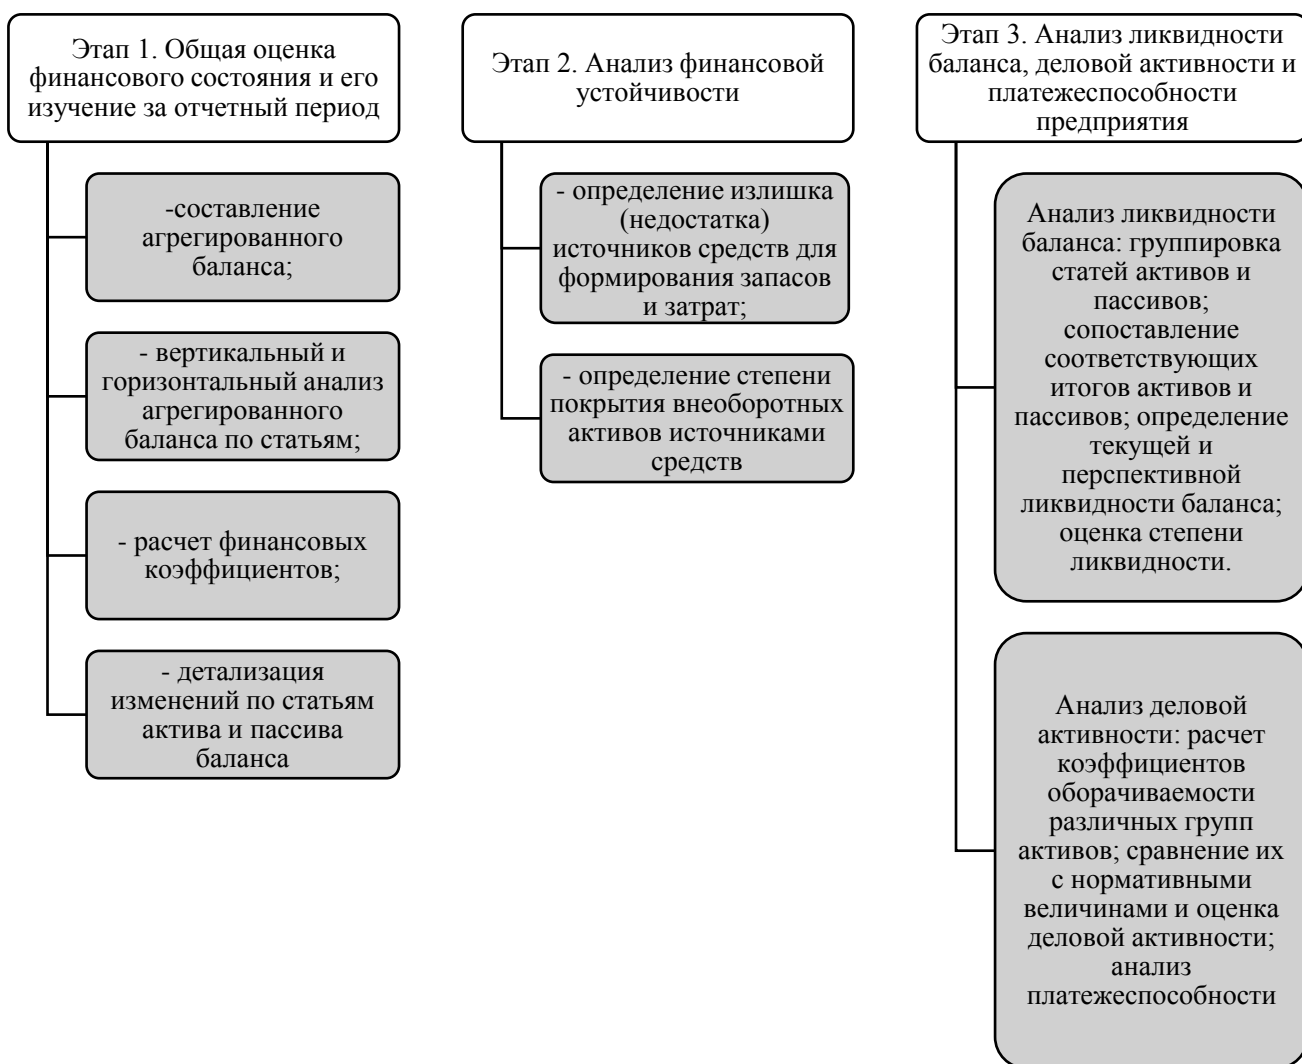 Этап 1. Общая оценка
финансового состояния и его
изучение за отчетный период
-составление
агрегированного
баланса;
- вертикальный и
горизонтальный анализ
агрегированного
баланса по статьям;
- расчет финансовых
коэффициентов;
- детализация
изменений по статьям
актива и пассива
баланса
Этап 2. Анализ финансовой
устойчивости
- определение излишка
(недостатка)
источников средств для
формирования запасов
и затрат;
- определение степени
покрытия внеоборотных
активов источниками
средств
Этап 3. Анализ ликвидности
баланса, деловой активности и
платежеспособности
предприятия
Анализ ликвидности
баланса: группировка
статей активов и
пассивов;
сопоставление
соответствующих
итогов активов и
пассивов; определение
текущей и
перспективной
ликвидности баланса;
оценка степени
ликвидности.
Анализ деловой
активности: расчет
коэффициентов
оборачиваемости
различных групп
активов; сравнение их
с нормативными
величинами и оценка
деловой активности;
анализ
платежеспособности